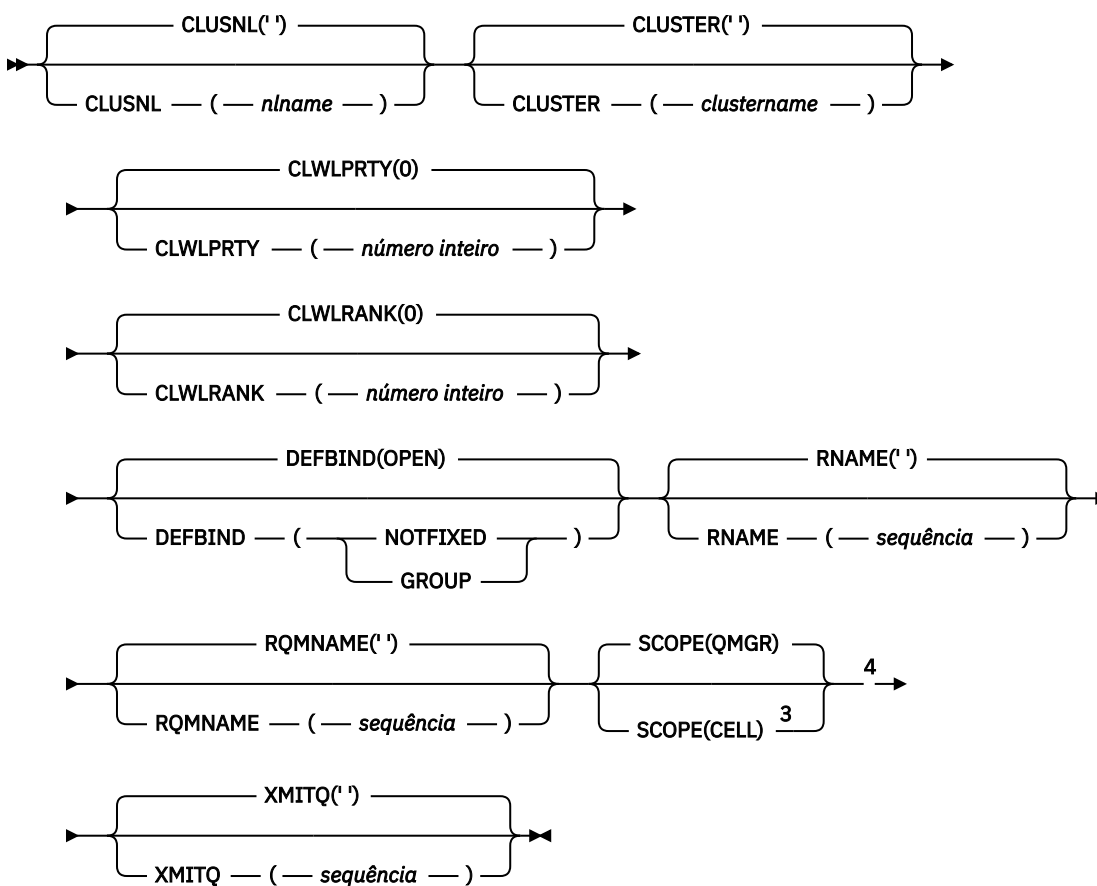 CLUSNL(' ') CLUSTER(' ')
CLUSNL ( nlname ) CLUSTER ( clustername )
CLWLPRTY(0)
CLWLPRTY ( número inteiro )
CLWLRANK(0)
CLWLRANK ( número inteiro )
DEFBIND(OPEN) RNAME(' ')
DEFBIND ( NOTFIXED ) RNAME ( sequência )
GROUP
RQMNAME(' ') SCOPE(QMGR) 4
RQMNAME ( sequência ) SCOPE(CELL) 3
XMITQ(' ')
XMITQ ( sequência )